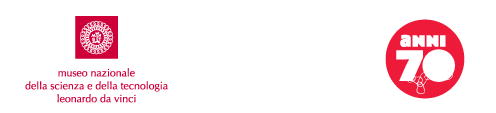 museo nazionale
della scienza e della tecnologia
leonardo da vinci
anni
70